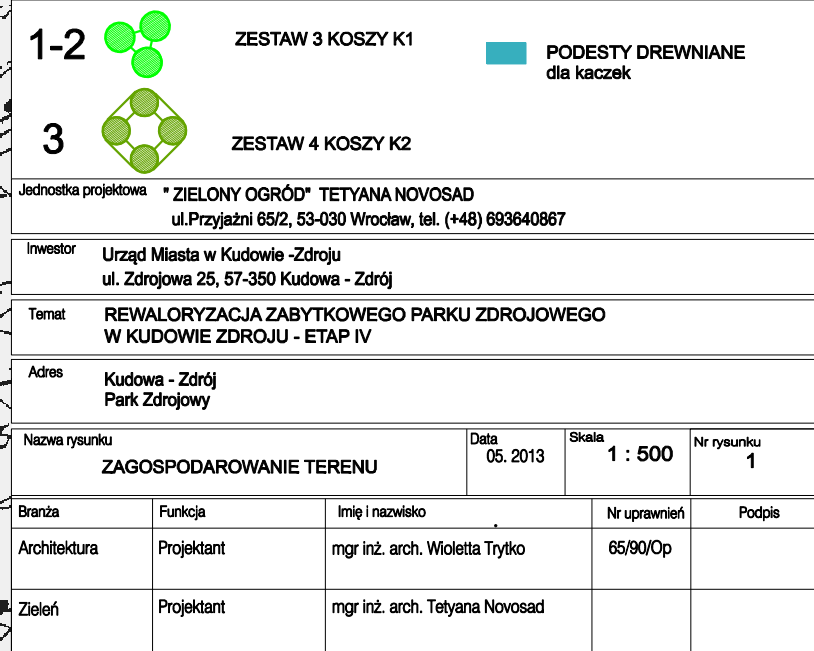 1-2 ZESTAW 3 KOSZY K1
PODESTY DREWNIANE
dla kaczek
3 ZESTAW 4 KOSZY K2
Jednostka projektowa " ZIELONY OGRÓD" TETYANA NOVOSAD
ul.Przyjażni 65/2, 53-030 Wrocław, tel. (+48) 693640867
Inwestor Urząd Miasta w Kudowie -Zdroju
ul. Zdrojowa 25, 57-350 Kudowa - Zdrój
Temat REWALORYZACJA ZABYTKOWEGO PARKU ZDROJOWEGO
W KUDOWIE ZDROJU - ETAP IV
Adres Kudowa - Zdrój
Park Zdrojowy
Nazwa rysunku
ZAGOSPODAROWANIE TERENU
Data
05. 2013
Skala
1 : 500
Nr rysunku
1
Branża Funkcja Imię i nazwisko Nr uprawnień Podpis
Architektura Projektant mgr inż. arch. Wioletta Trytko 65/90/Op
Zieleń Projektant mgr inż. arch. Tetyana Novosad